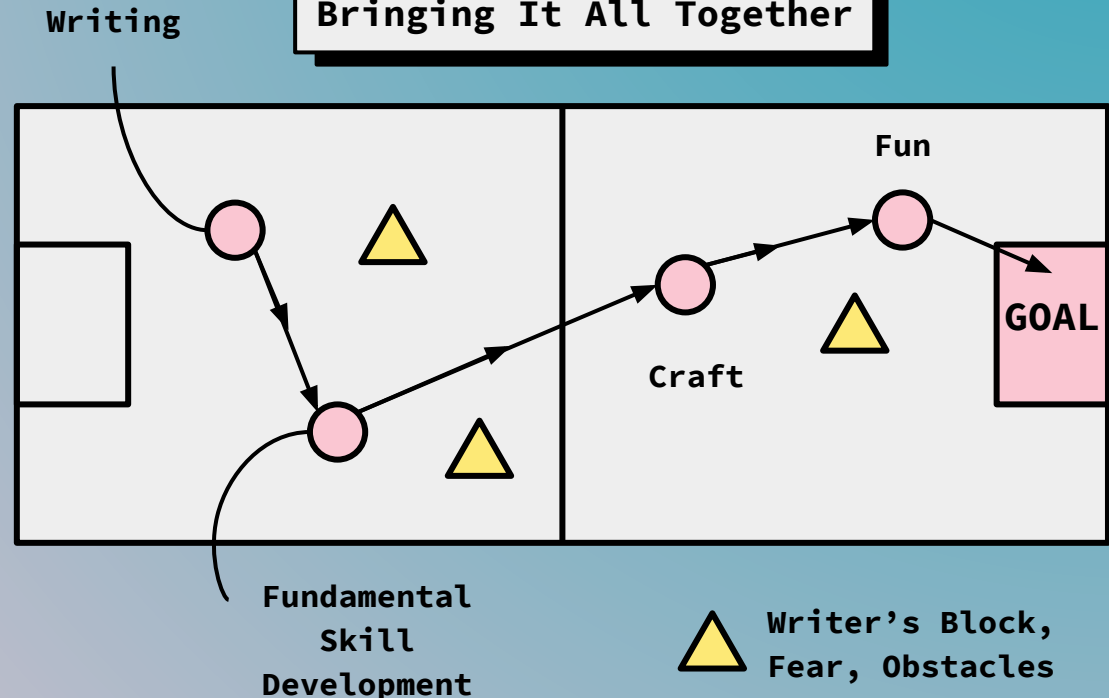 Writing
Bringing It All Together
Fun
GOAL
Craft
Fundamental
Skill
Development
Writer’s Block,
Fear, Obstacles